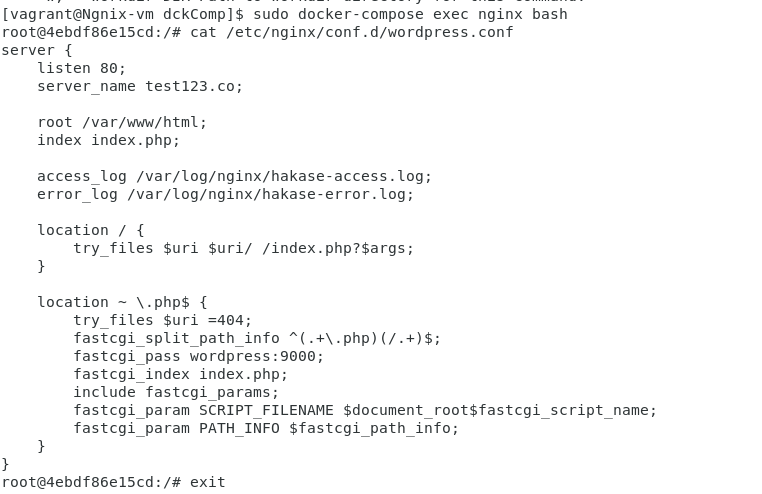 [vagrant@Ngnix-vm dckComp]$ sudo docker-compose exec nginx bash
root@4ebdf86e15cd:/# cat /etc/nginx/conf.d/wordpress.conf
server {
    listen 80;
    server_name test123.co;

    root /var/www/html;
    index index.php;

    access_log /var/log/nginx/hakase-access.log;
    error_log /var/log/nginx/hakase-error.log;

    location / {
        try_files $uri $uri/ /index.php?$args;
    }

    location ~ \.php$ {
        try_files $uri =404;
        fastcgi_split_path_info ^(.+\.php)(/.+)$;
        fastcgi_pass wordpress:9000;
        fastcgi_index index.php;
        include fastcgi_params;
        fastcgi_param SCRIPT_FILENAME $document_root$fastcgi_script_name;
        fastcgi_param PATH_INFO $fastcgi_path_info;
    }
}
root@4ebdf86e15cd:/# exit